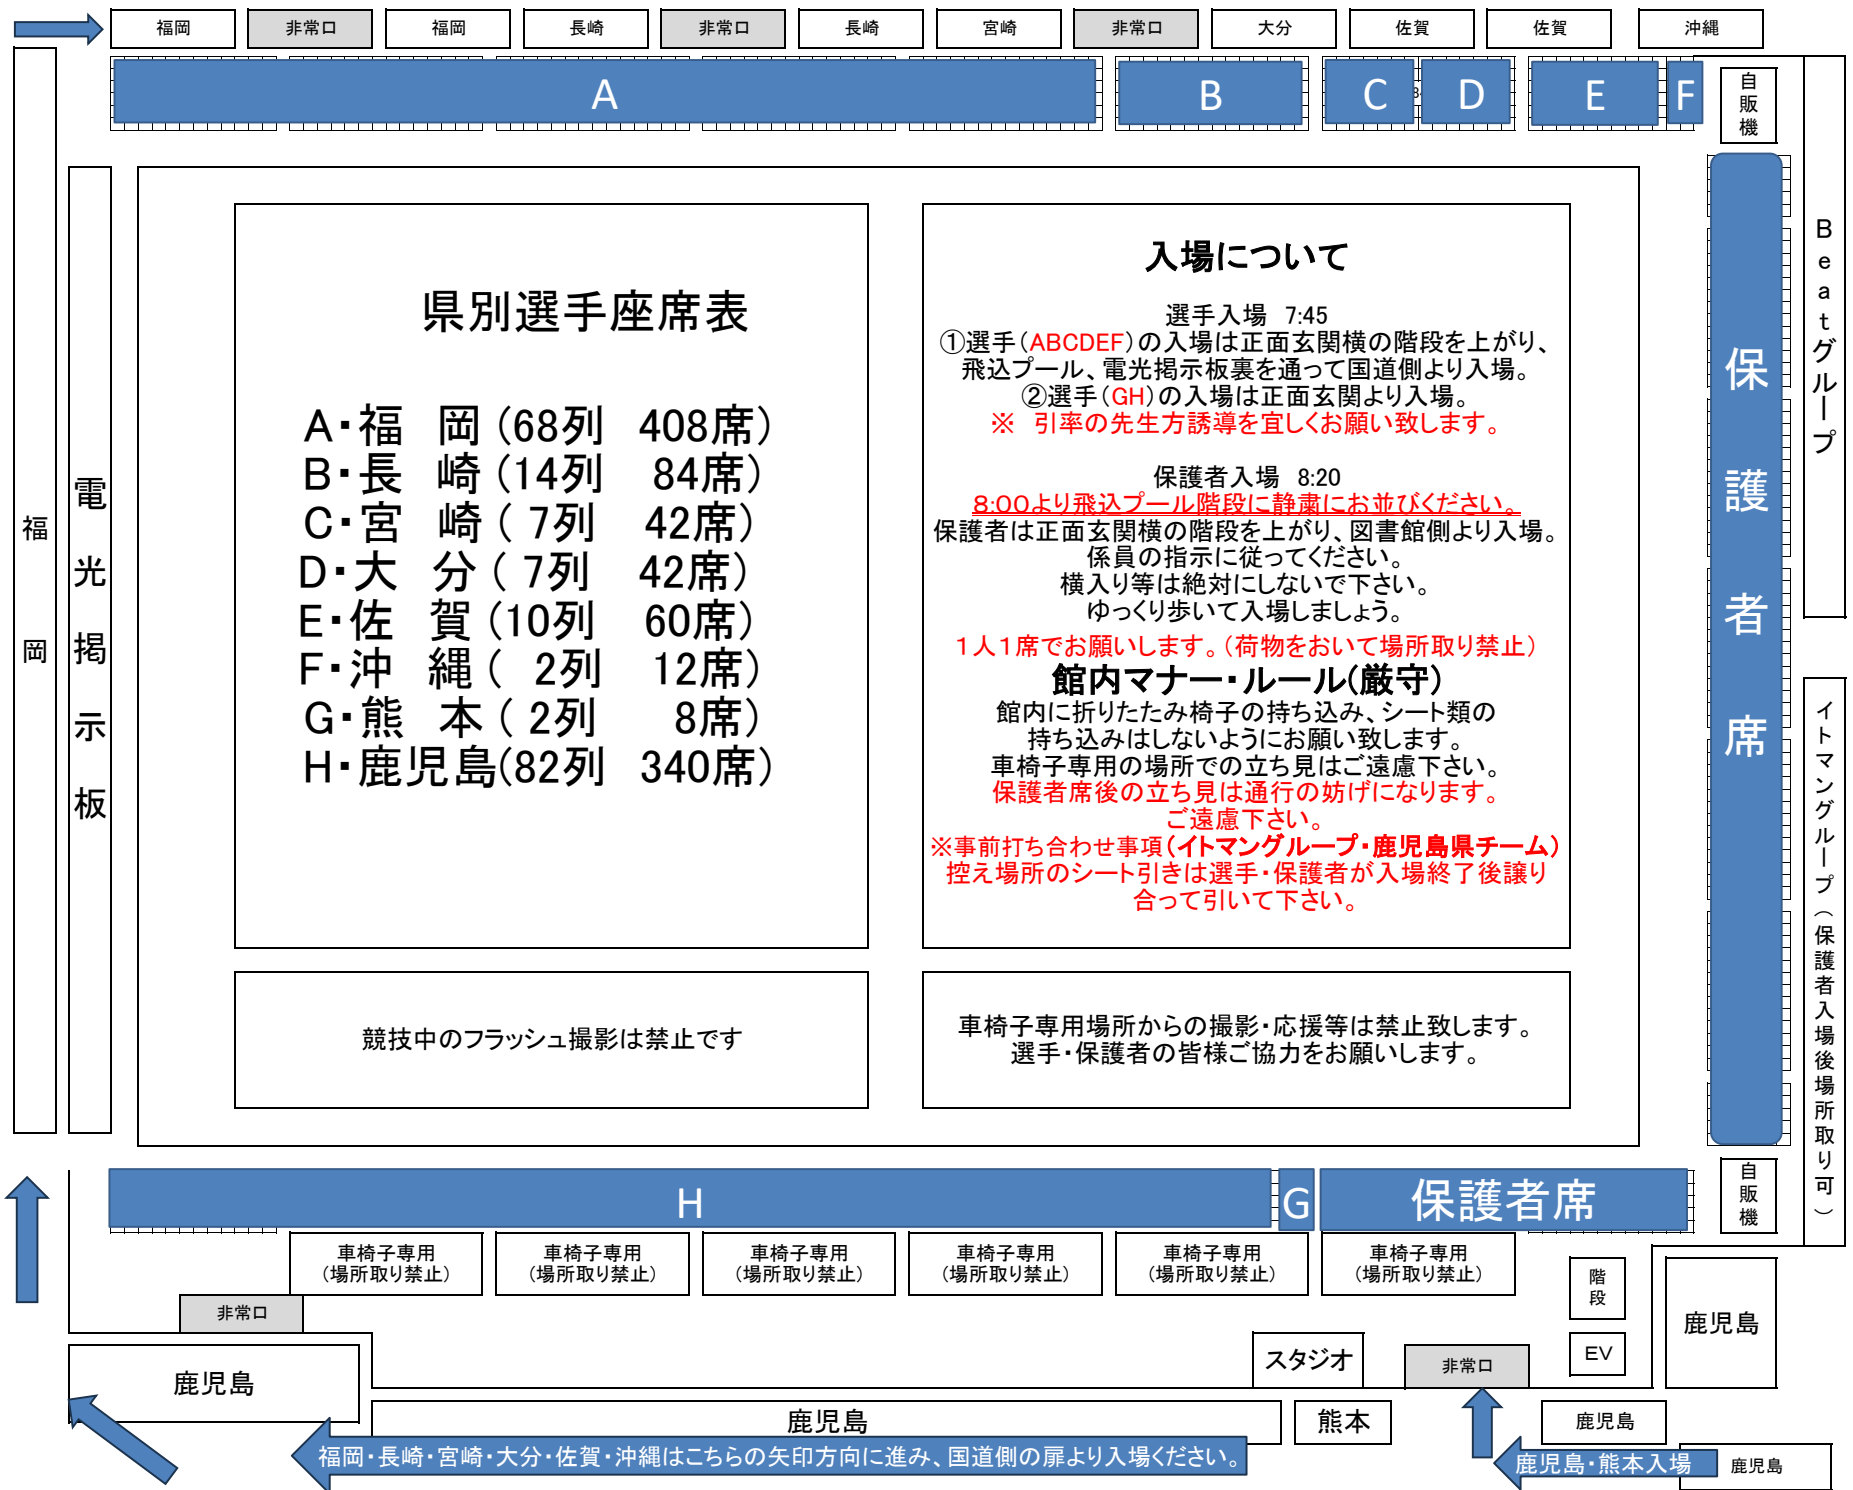 福岡
非常口
福岡
長崎
非常口
長崎
宮崎
非常口
大分
佐賀
佐賀
沖縄
A
B
C
D
E
F
自販機
福岡
電光掲示板
県別選手座席表
A・福　岡 (68列　408席)
B・長　崎 (14列　84席)
C・宮　崎 ( 7列　42席)
D・大　分 ( 7列　42席)
E・佐　賀 (10列　60席)
F・沖　縄 ( 2列　12席)
G・熊　本 ( 2列　8席)
H・鹿児島(82列　340席)
入場について
選手入場　7:45
①選手(ABCDEF)の入場は正面玄関横の階段を上がり、
飛込プール、電光掲示板裏を通って国道側より入場。
②選手(GH)の入場は正面玄関より入場。
※　引率の先生方誘導を宜しくお願い致します。
保護者入場　8:20
8:00より飛込プール階段に静粛にお並びください。
保護者は正面玄関横の階段を上がり、図書館側より入場。
係員の指示に従ってください。
横入り等は絶対にしないで下さい。
ゆっくり歩いて入場しましょう。
1人1席でお願いします。(荷物をおいて場所取り禁止)
館内マナー・ルール(厳守)
館内に折りたたみ椅子の持ち込み、シート類の
持ち込みはしないようにお願い致します。
車椅子専用の場所での立ち見はご遠慮下さい。
保護者席後の立ち見は通行の妨げになります。
ご遠慮下さい。
※事前打ち合わせ事項(イトマングループ・鹿児島県チーム)
控え場所のシート引きは選手・保護者が入場終了後譲り
合って引いて下さい。
競技中のフラッシュ撮影は禁止です
車椅子専用場所からの撮影・応援等は禁止致します。
選手・保護者の皆様ご協力をお願いします。
保護者席
Beatグループ
イトマングループ(保護者入場後場所取り可)
H
G
保護者席
自販機
車椅子専用
(場所取り禁止)
車椅子専用
(場所取り禁止)
車椅子専用
(場所取り禁止)
車椅子専用
(場所取り禁止)
車椅子専用
(場所取り禁止)
車椅子専用
(場所取り禁止)
非常口
階段
EV
鹿児島
スタジオ
非常口
鹿児島
鹿児島
熊本
鹿児島
福岡・長崎・宮崎・大分・佐賀・沖縄はこちらの矢印方向に進み、国道側の扉より入場ください。
鹿児島・熊本入場
鹿児島